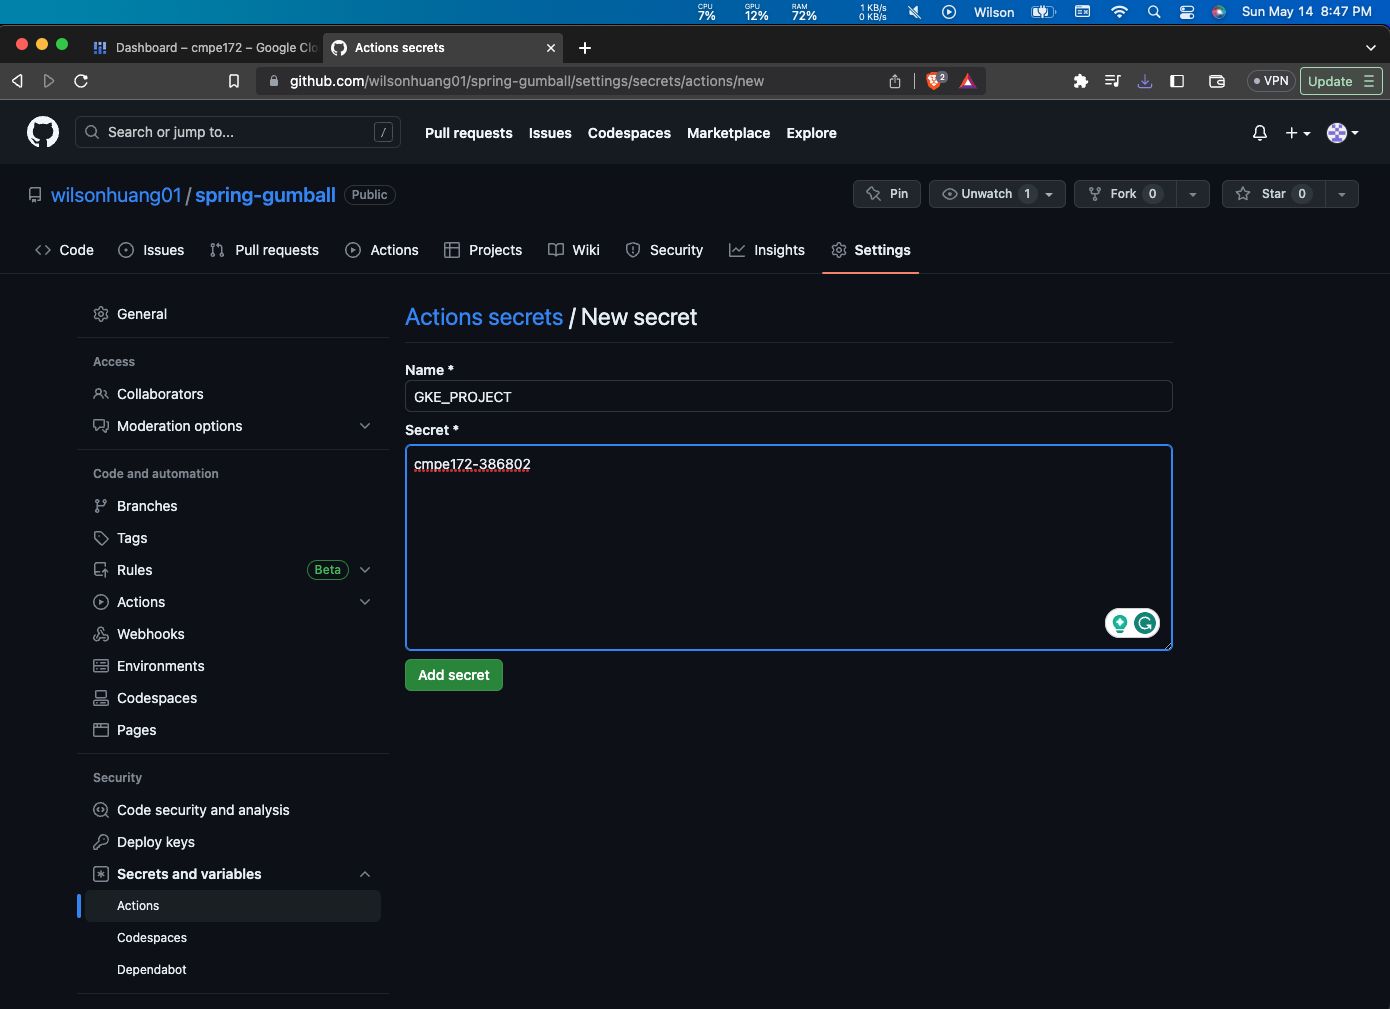 CPU 7% GPU 12% RAM 72% 1 KB/s 0 KB/s Wilson Sun May 14 8:47 PM
Dashboard – cmpe172 – Google Clo Actions secrets
github.com/wilsonhuang01/spring-gumball/settings/secrets/actions/new 2 VPN Update
Search or jump to... / Pull requests Issues Codespaces Marketplace Explore
wilsonhuang01 / spring-gumball Public Pin Unwatch 1 Fork 0 Star 0
Code Issues Pull requests Actions Projects Wiki Security Insights Settings
General
Access
Collaborators
Moderation options
Code and automation
Branches
Tags
Rules Beta
Actions
Webhooks
Environments
Codespaces
Pages
Security
Code security and analysis
Deploy keys
Secrets and variables
Actions
Codespaces
Dependabot
Actions secrets / New secret
Name *
GKE_PROJECT
Secret *
cmpe172-386802
Add secret